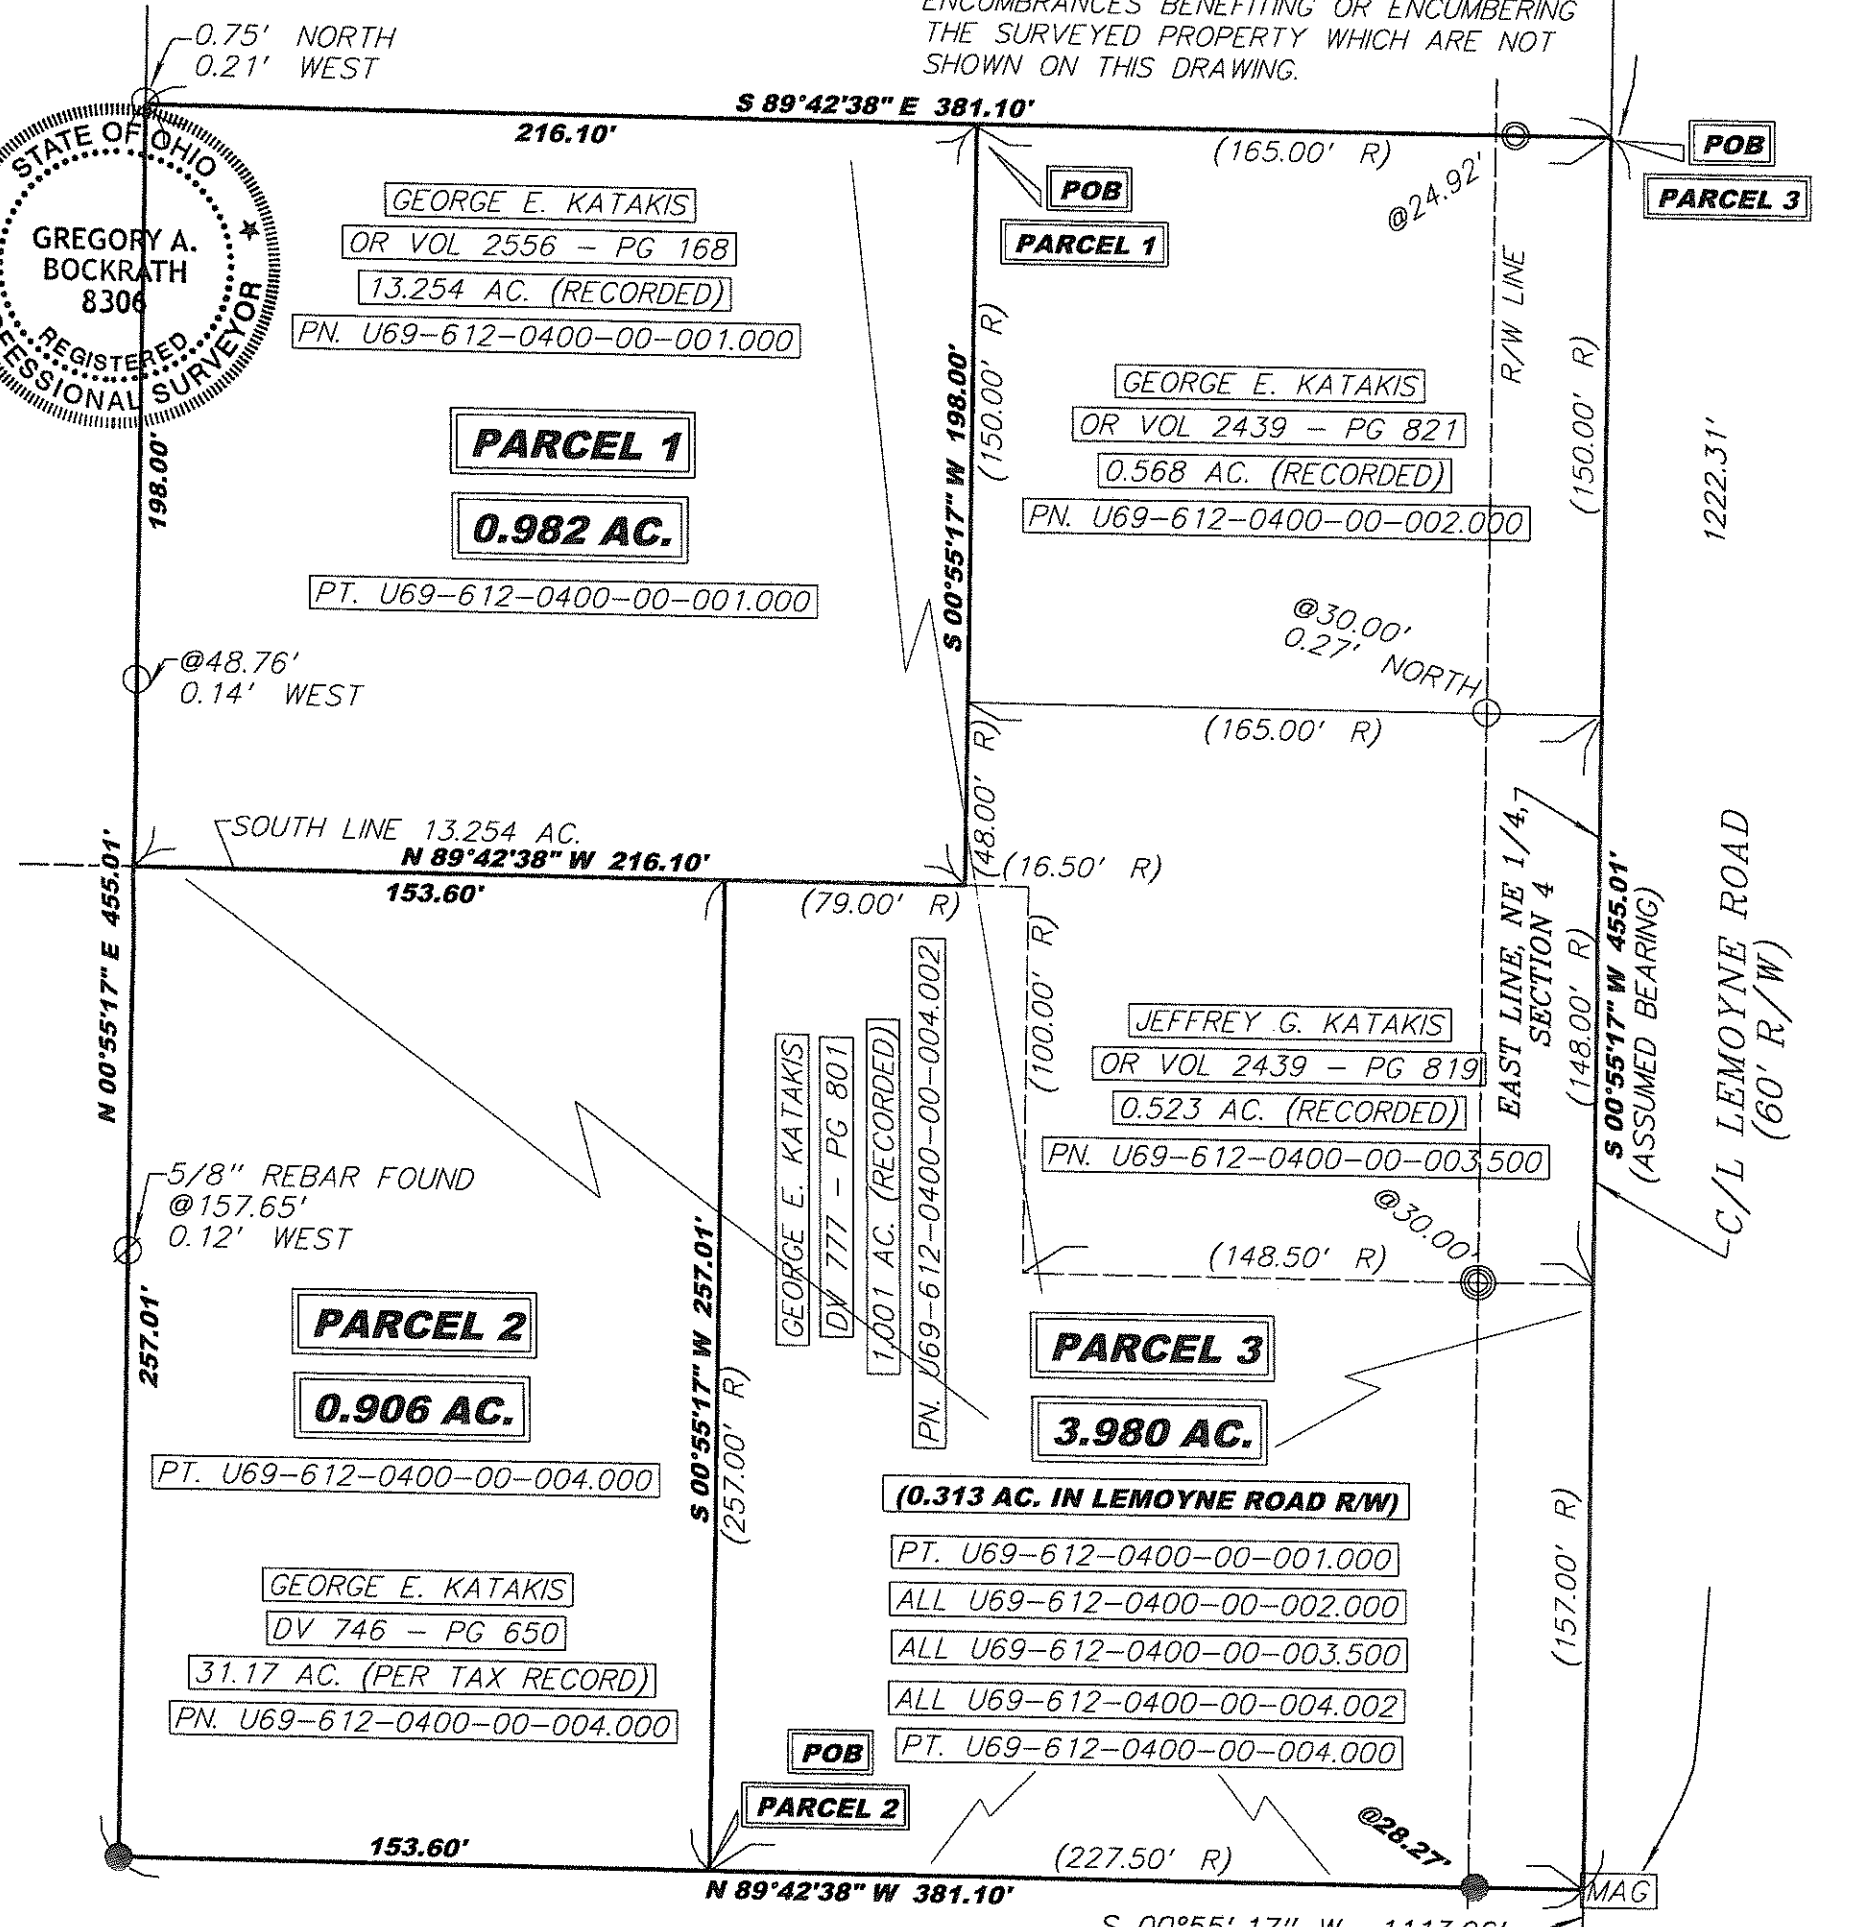 ENCUMBRANCES BENEFITING OR ENCUMBERING
THE SURVEYED PROPERTY WHICH ARE NOT
SHOWN ON THIS DRAWING.
0.75' NORTH
0.21' WEST
S 89°42'38" E 381.10'
216.10'
(165.00' R)
@24.92'
POB
PARCEL 3
STATE OF OHIO
GREGORY A.
BOCKRATH
8306
REGISTERED
SURVEYOR
GEORGE E. KATAKIS
OR VOL 2556 - PG 168
13.254 AC. (RECORDED)
PN. U69-612-0400-00-001.000
POB
PARCEL 1
PARCEL 1
0.982 AC.
PT. U69-612-0400-00-001.000
198.00'
S 00°55'17" W 198.00'
(150.00' R)
GEORGE E. KATAKIS
OR VOL 2439 - PG 821
0.568 AC. (RECORDED)
PN. U69-612-0400-00-002.000
R/W LINE
(150.00' R)
1222.31'
@48.76'
0.14' WEST
@30.00'
0.27' NORTH
(165.00' R)
(48.00' R)
(16.50' R)
SOUTH LINE 13.254 AC.
N 89°42'38" W 216.10'
153.60'
(79.00' R)
N 00°55'17" E 455.01'
(100.00' R)
JEFFREY G. KATAKIS
OR VOL 2439 - PG 819
0.523 AC. (RECORDED)
PN. U69-612-0400-00-003.500
EAST LINE, NE 1/4,
SECTION 4
(148.00' R)
S 00°55'17" W 455.01'
(ASSUMED BEARING)
C/L LEMOYNE ROAD
(60' R/W)
GEORGE E. KATAKIS
DV 777 - PG 801
1.001 AC. (RECORDED)
PN. U69-612-0400-00-004.002
5/8" REBAR FOUND
@157.65'
0.12' WEST
@30.00'
(148.50' R)
257.01'
PARCEL 2
0.906 AC.
PT. U69-612-0400-00-004.000
S 00°55'17" W 257.01'
(257.00' R)
PARCEL 3
3.980 AC.
(0.313 AC. IN LEMOYNE ROAD R/W)
PT. U69-612-0400-00-001.000
ALL U69-612-0400-00-002.000
ALL U69-612-0400-00-003.500
ALL U69-612-0400-00-004.002
PT. U69-612-0400-00-004.000
(157.00' R)
GEORGE E. KATAKIS
DV 746 - PG 650
31.17 AC. (PER TAX RECORD)
PN. U69-612-0400-00-004.000
POB
PARCEL 2
153.60'
(227.50' R)
@28.27'
N 89°42'38" W 381.10'
MAG
S 00°55'17" W